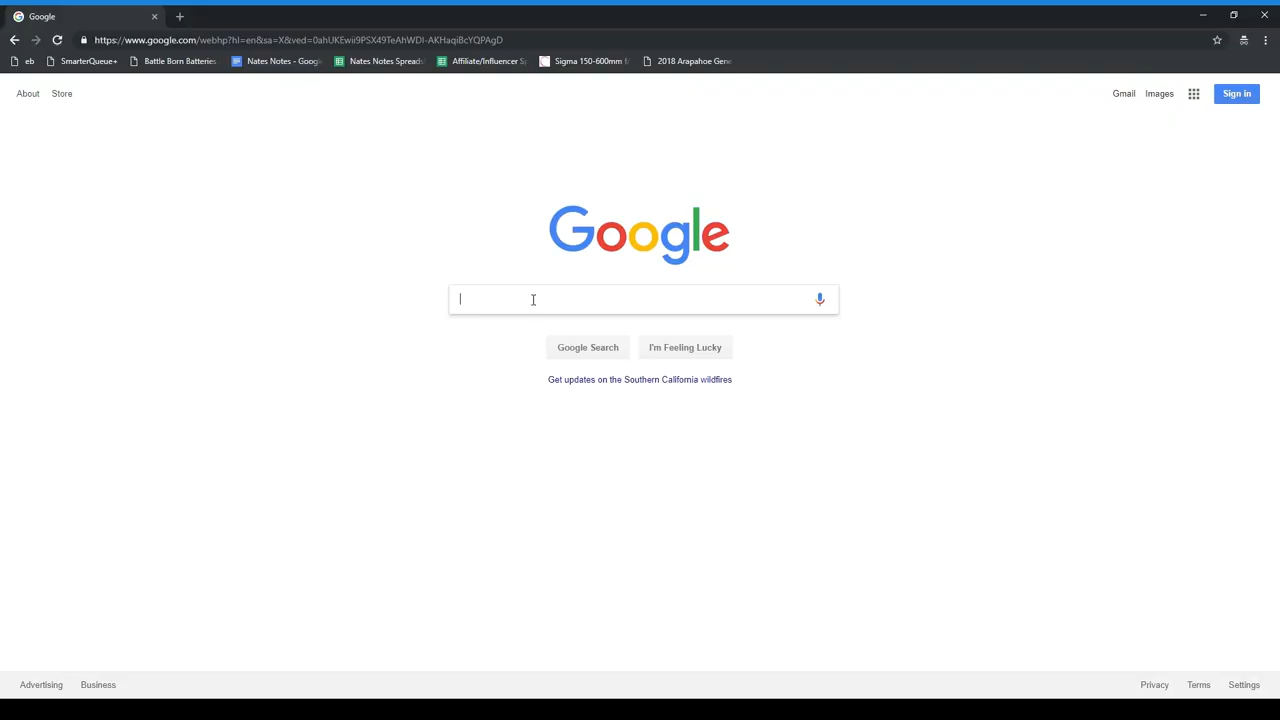 Google
https://www.google.com/webhp?hl=en&sa=X&ved=0ahUKEwii9PSX49TeAhWDI-AKHaqiBcYQPAgD
eb SmarterQueue+ Battle Born Batteries Nates Notes - Goog Nates Notes Spreads Affiliate/Influencer S Sigma 150-600mm f/ 2018 Arapahoe Gene
About Store Gmail Images Sign in
Google
Google Search I'm Feeling Lucky
Get updates on the Southern California wildfires
Advertising Business Privacy Terms Settings